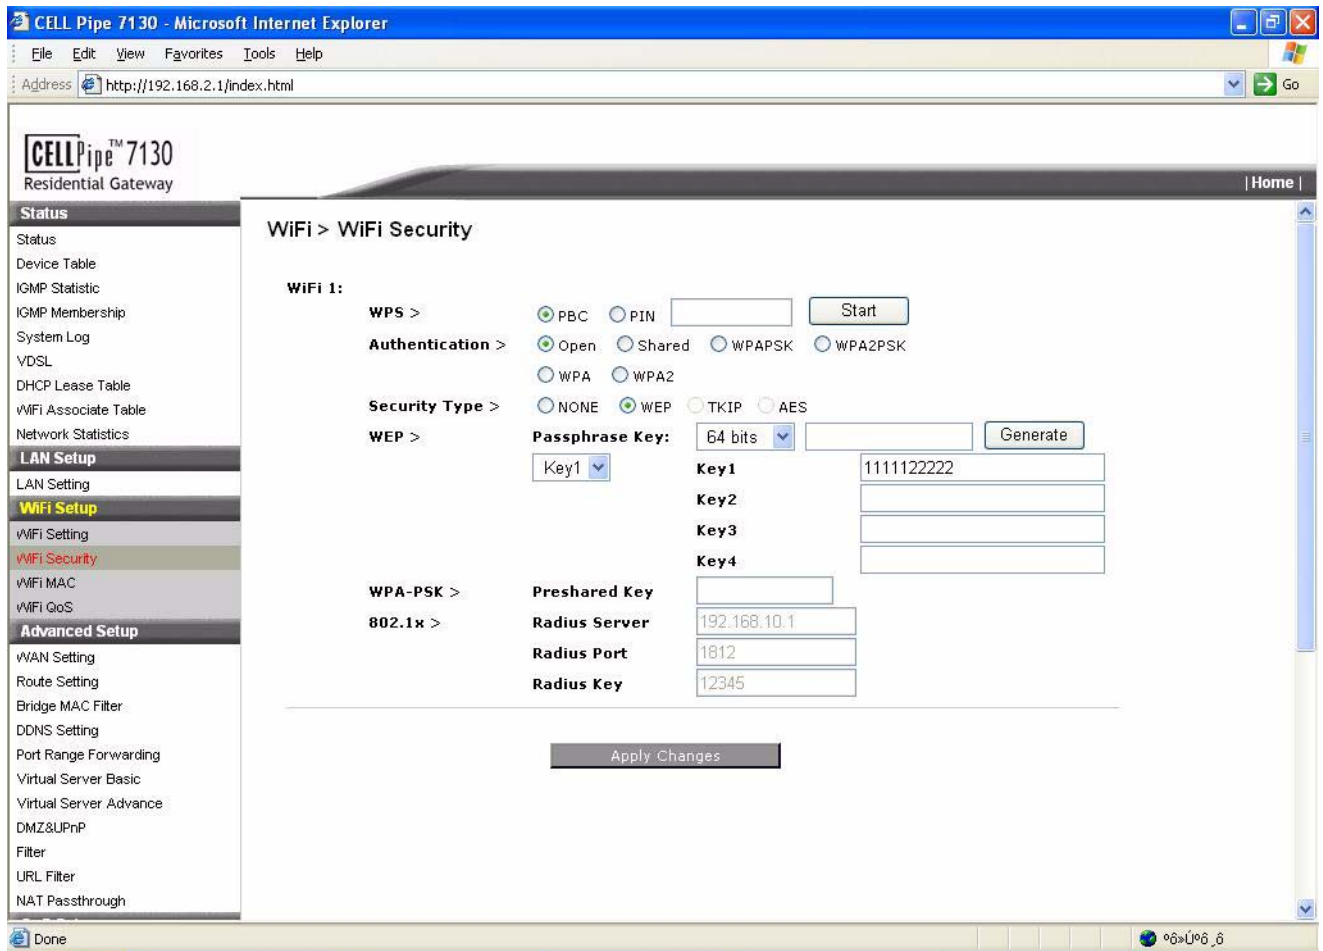 CELL Pipe 7130 - Microsoft Internet Explorer
File Edit View Favorites Tools Help
Address http://192.168.2.1/index.html Go
CELLPipe™ 7130
Residential Gateway
| Home |
Status
Status
Device Table
IGMP Statistic
IGMP Membership
System Log
VDSL
DHCP Lease Table
WiFi Associate Table
Network Statistics
LAN Setup
LAN Setting
WiFi Setup
WiFi Setting
WiFi Security
WiFi MAC
WiFi QoS
Advanced Setup
WAN Setting
Route Setting
Bridge MAC Filter
DDNS Setting
Port Range Forwarding
Virtual Server Basic
Virtual Server Advance
DMZ&UPnP
Filter
URL Filter
NAT Passthrough
WiFi > WiFi Security
WiFi 1:
WPS > PBC PIN Start
Authentication > Open Shared WPAPSK WPA2PSK
WPA WPA2
Security Type > NONE WEP TKIP AES
WEP > Passphrase Key: 64 bits Generate
Key1 Key1 1111122222
Key2
Key3
Key4
WPA-PSK > Preshared Key
802.1x > Radius Server 192.168.10.1
Radius Port 1812
Radius Key 12345
Apply Changes
Done